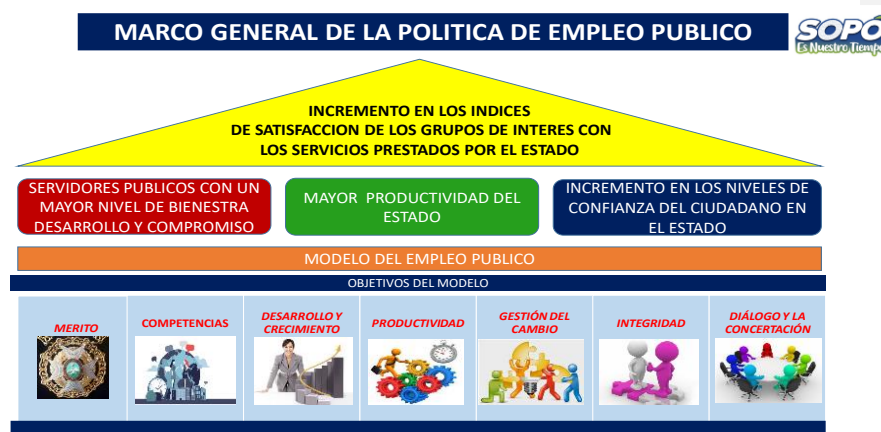 MARCO GENERAL DE LA POLITICA DE EMPLEO PUBLICO
SOPÓ
Es Nuestro Tiempo
INCREMENTO EN LOS INDICES
DE SATISFACCION DE LOS GRUPOS DE INTERES CON
LOS SERVICIOS PRESTADOS POR EL ESTADO
SERVIDORES PUBLICOS CON UN
MAYOR NIVEL DE BIENESTRA
DESARROLLO Y COMPROMISO
MAYOR PRODUCTIVIDAD DEL
ESTADO
INCREMENTO EN LOS NIVELES DE
CONFIANZA DEL CIUDADANO EN
EL ESTADO
MODELO DEL EMPLEO PUBLICO
OBJETIVOS DEL MODELO
MERITO
COMPETENCIAS
DESARROLLO Y
CRECIMIENTO
PRODUCTIVIDAD
GESTIÓN DEL
CAMBIO
INTEGRIDAD
DIÁLOGO Y LA
CONCERTACIÓN